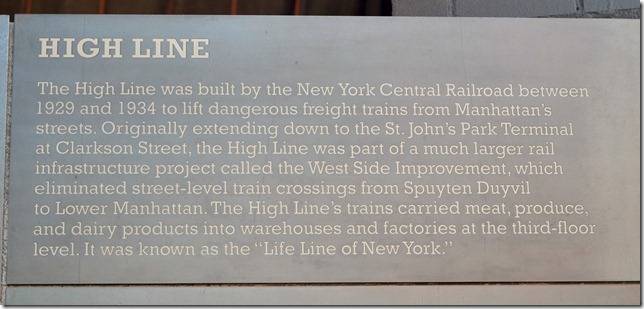 HIGH LINE
The High Line was built by the New York Central Railroad between
1929 and 1934 to lift dangerous freight trains from Manhattan's
streets. Originally extending down to the St. John's Park Terminal
at Clarkson Street, the High Line was part of a much larger rail
infrastructure project called the West Side Improvement, which
eliminated street-level train crossings from Spuyten Duyvil
to Lower Manhattan. The High Line's trains carried meat, produce,
and dairy products into warehouses and factories at the third-floor
level. It was known as the “Life Line of New York.”